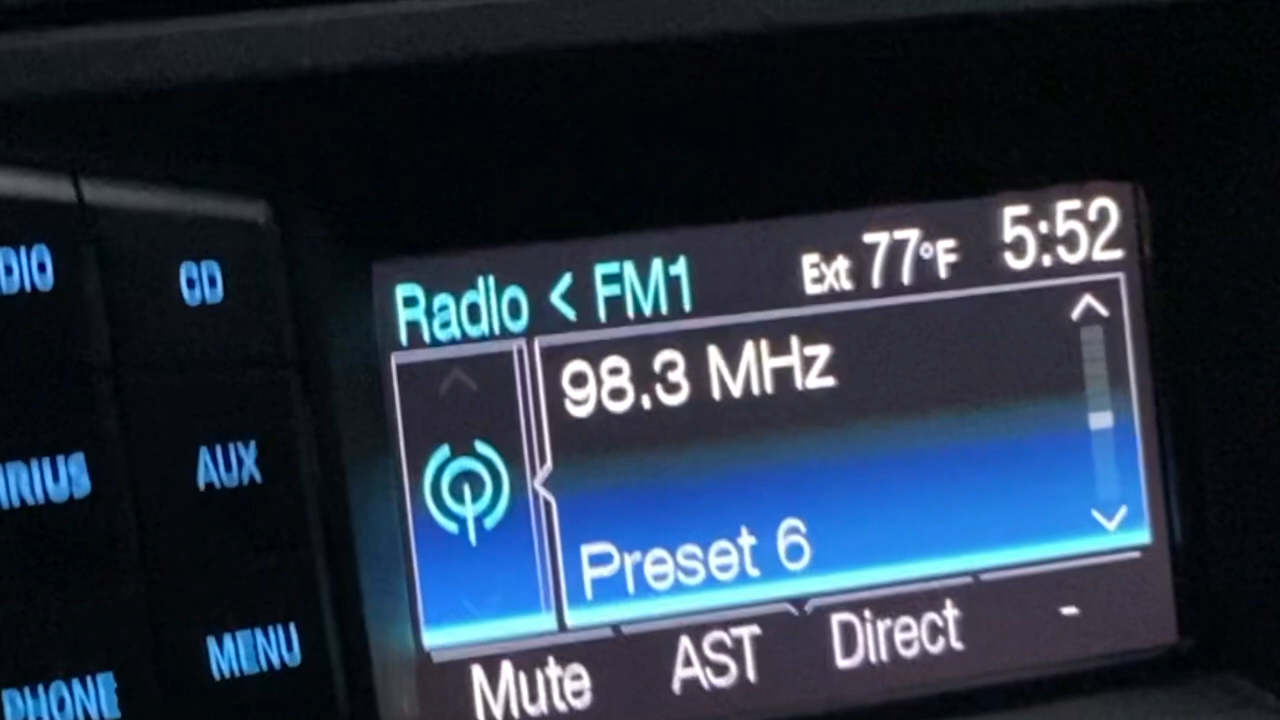 Radio < FM1 Ext 77°F 5:52
98.3 MHz
Preset 6
Mute AST Direct -
DIO CD
IRIUS AUX
PHONE MENU